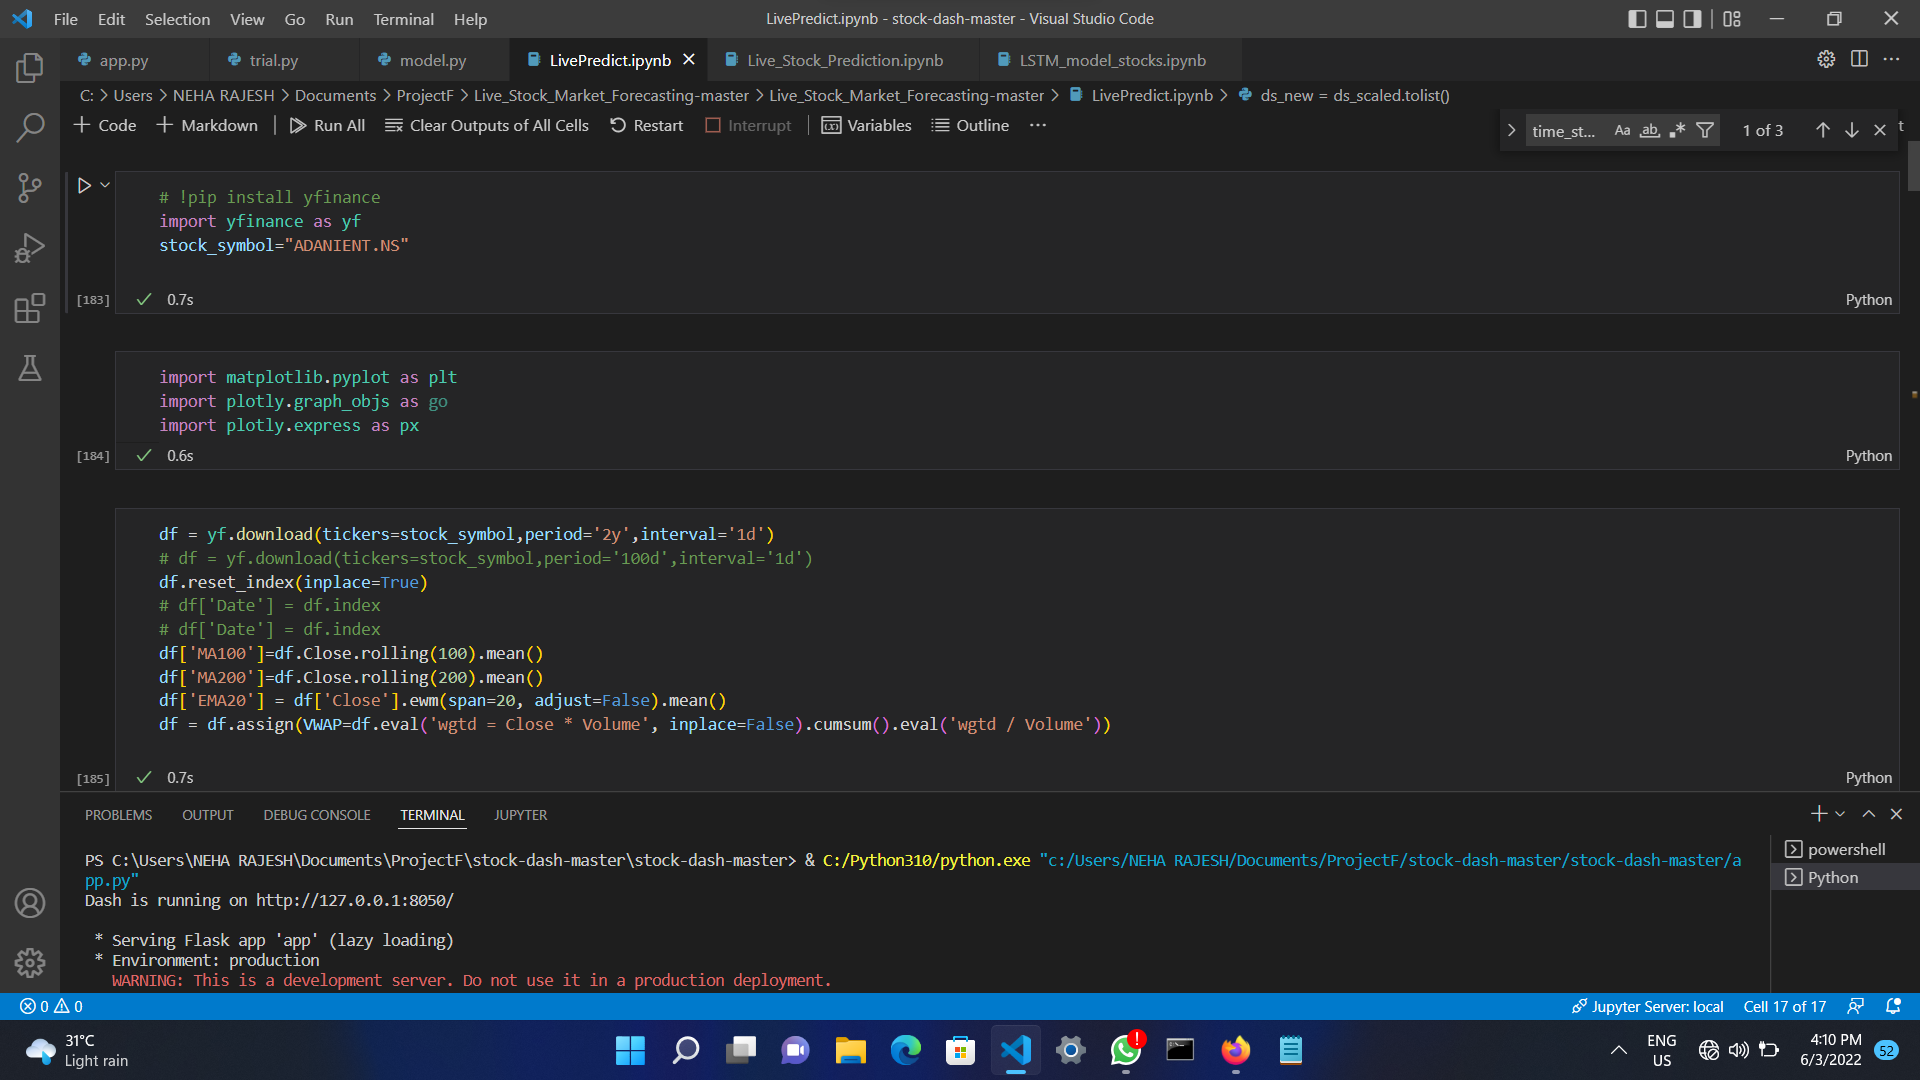 File Edit Selection View Go Run Terminal Help
LivePredict.ipynb - stock-dash-master - Visual Studio Code
app.py trial.py model.py LivePredict.ipynb Live_Stock_Prediction.ipynb LSTM_model_stocks.ipynb
C: > Users > NEHA RAJESH > Documents > ProjectF > Live_Stock_Market_Forecasting-master > Live_Stock_Market_Forecasting-master > LivePredict.ipynb > ds_new = ds_scaled.tolist()
+ Code + Markdown | Run All Clear Outputs of All Cells Restart Interrupt | Variables Outline ...
time_st... Aa ab 1 of 3
# !pip install yfinance
import yfinance as yf
stock_symbol="ADANIENT.NS"
[183] ✓ 0.7s Python
import matplotlib.pyplot as plt
import plotly.graph_objs as go
import plotly.express as px
[184] ✓ 0.6s Python
df = yf.download(tickers=stock_symbol,period='2y',interval='1d')
# df = yf.download(tickers=stock_symbol,period='100d',interval='1d')
df.reset_index(inplace=True)
# df['Date'] = df.index
# df['Date'] = df.index
df['MA100']=df.Close.rolling(100).mean()
df['MA200']=df.Close.rolling(200).mean()
df['EMA20'] = df['Close'].ewm(span=20, adjust=False).mean()
df = df.assign(VWAP=df.eval('wgtd = Close * Volume', inplace=False).cumsum().eval('wgtd / Volume'))
[185] ✓ 0.7s Python
PROBLEMS OUTPUT DEBUG CONSOLE TERMINAL JUPYTER
PS C:\Users\NEHA RAJESH\Documents\ProjectF\stock-dash-master\stock-dash-master> & C:/Python310/python.exe "c:/Users/NEHA RAJESH/Documents/ProjectF/stock-dash-master/stock-dash-master/a
pp.py"
Dash is running on http://127.0.0.1:8050/
* Serving Flask app 'app' (lazy loading)
* Environment: production
WARNING: This is a development server. Do not use it in a production deployment.
powershell
Python
0 0
Jupyter Server: local Cell 17 of 17
31°C
Light rain
ENG
US
4:10 PM
6/3/2022
52